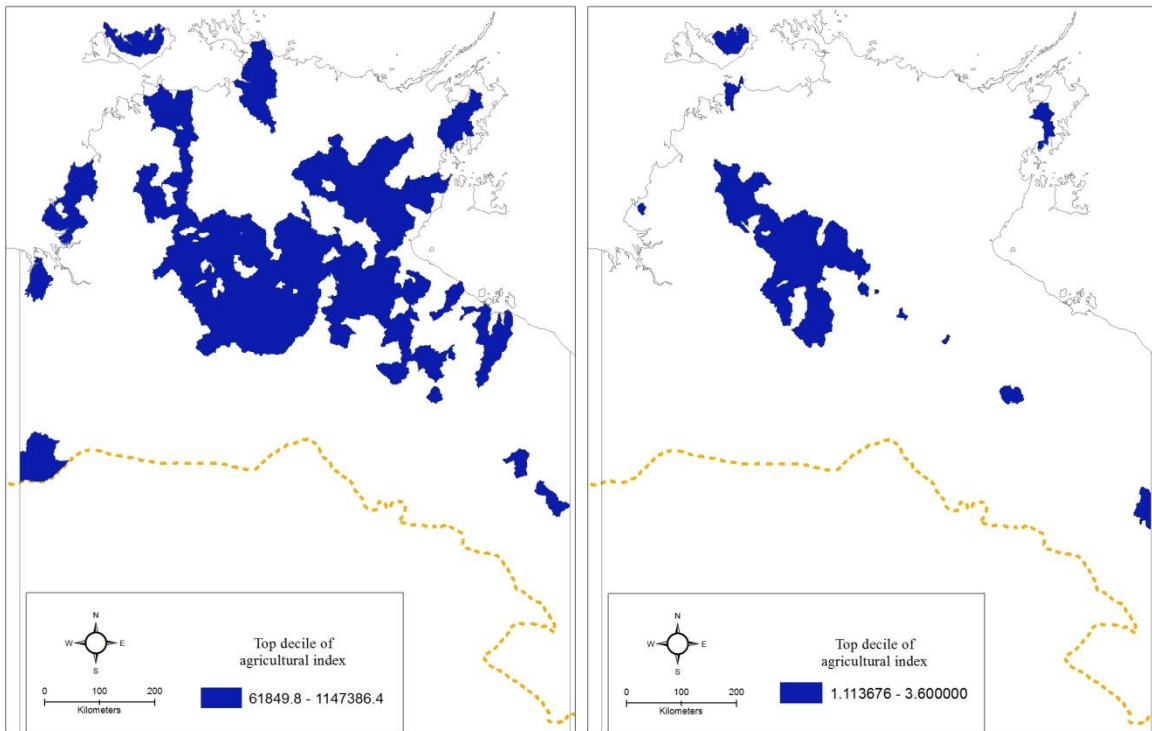 N
W E
S
0 100 200
Kilometers
Top decile of
agricultural index
61849.8 - 1147386.4
N
W E
S
0 100 200
Kilometers
Top decile of
agricultural index
1.113676 - 3.600000